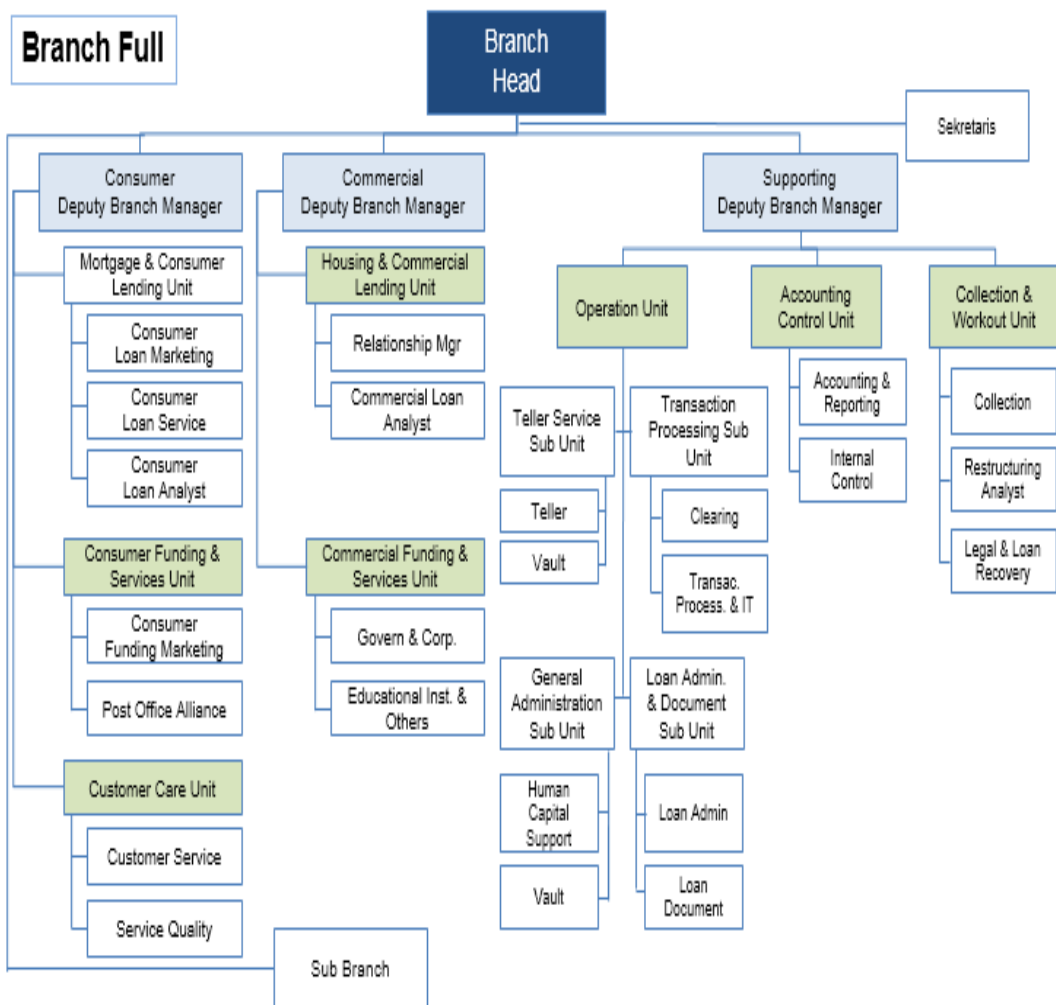 Branch Full
Branch
Head
Sekretaris
Consumer
Deputy Branch Manager
Commercial
Deputy Branch Manager
Supporting
Deputy Branch Manager
Mortgage & Consumer
Lending Unit
Consumer
Loan Marketing
Consumer
Loan Service
Consumer
Loan Analyst
Consumer Funding &
Services Unit
Consumer
Funding Marketing
Post Office Alliance
Customer Care Unit
Customer Service
Service Quality
Housing & Commercial
Lending Unit
Relationship Mgr
Commercial Loan
Analyst
Commercial Funding &
Services Unit
Govern & Corp.
Educational Inst. &
Others
Operation Unit
Teller Service
Sub Unit
Teller
Vault
Transaction
Processing Sub
Unit
Clearing
Transac.
Process. & IT
General
Administration
Sub Unit
Human
Capital
Support
Vault
Loan Admin.
& Document
Sub Unit
Loan Admin
Loan
Document
Accounting
Control Unit
Accounting &
Reporting
Internal
Control
Collection &
Workout Unit
Collection
Restructuring
Analyst
Legal & Loan
Recovery
Sub Branch